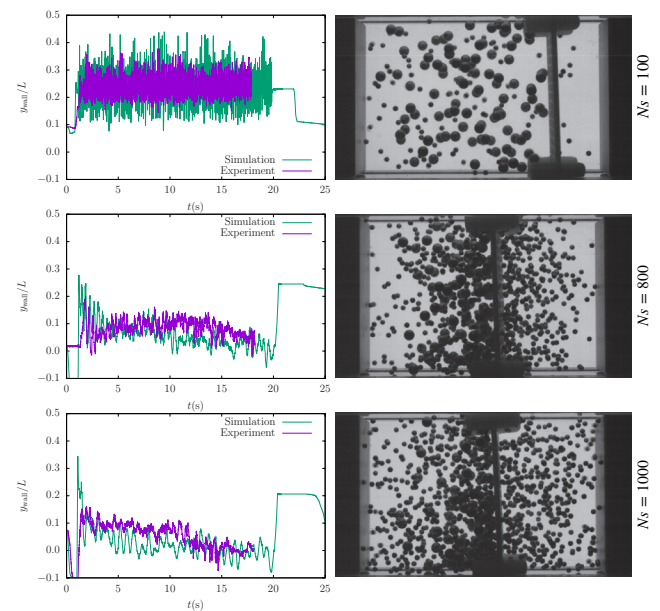 0.5
0.4
0.3
0.2
0.1
0.0
−0.1
y_wall/L
Simulation
Experiment
0 5 10 15 20 25
t(s)
Ns = 100
0.5
0.4
0.3
0.2
0.1
0.0
−0.1
y_wall/L
Simulation
Experiment
0 5 10 15 20 25
t(s)
Ns = 800
0.5
0.4
0.3
0.2
0.1
0.0
−0.1
y_wall/L
Simulation
Experiment
0 5 10 15 20 25
t(s)
Ns = 1000